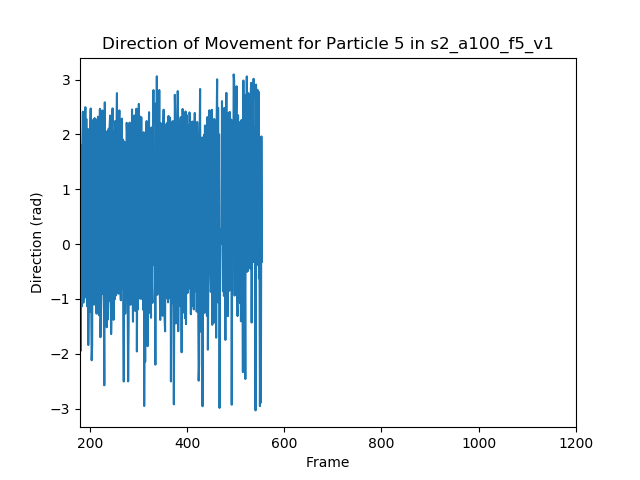 Direction of Movement for Particle 5 in s2_a100_f5_v1
3
2
1
0
−1
−2
−3
Direction (rad)
200 400 600 800 1000 1200
Frame